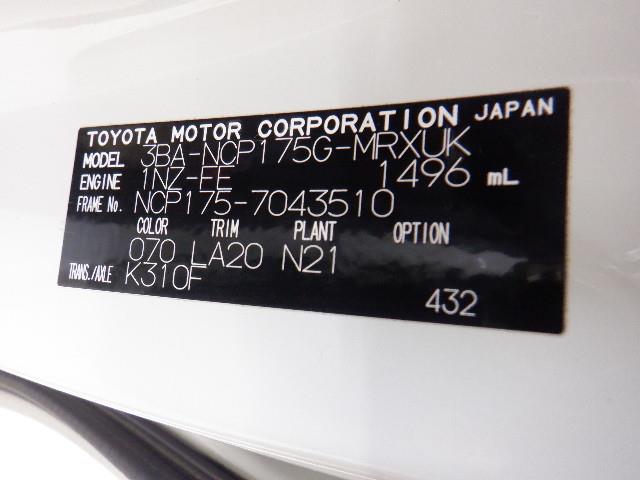 TOYOTA MOTOR CORPORATION JAPAN
MODEL 3BA-NCP175G-MRXUK
ENGINE 1NZ-FE 1496 mL
FRAME No. NCP175-7043510
COLOR TRIM PLANT OPTION
070 LA20 N21
TRANS./AXLE K310F
432